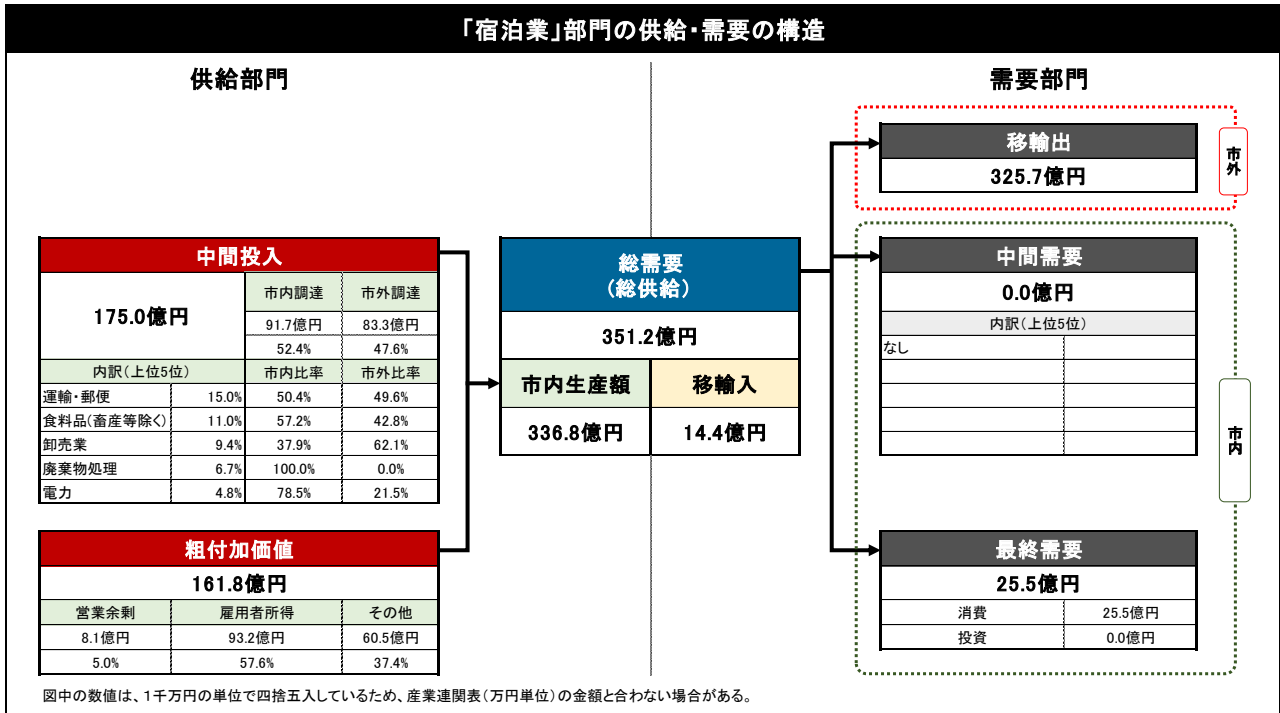 「宿泊業」部門の供給・需要の構造
供給部門
需要部門
移輸出
325.7億円
市外
中間投入
175.0億円
市内調達 市外調達
91.7億円 83.3億円
52.4% 47.6%
内訳(上位5位) 市内比率 市外比率
運輸・郵便 15.0% 50.4% 49.6%
食料品(畜産等除く) 11.0% 57.2% 42.8%
卸売業 9.4% 37.9% 62.1%
廃棄物処理 6.7% 100.0% 0.0%
電力 4.8% 78.5% 21.5%
粗付加価値
161.8億円
営業余剰 雇用者所得 その他
8.1億円 93.2億円 60.5億円
5.0% 57.6% 37.4%
総需要
(総供給)
351.2億円
市内生産額 移輸入
336.8億円 14.4億円
中間需要
0.0億円
内訳(上位5位)
なし
市内
最終需要
25.5億円
消費 25.5億円
投資 0.0億円
図中の数値は、1千万円の単位で四捨五入しているため、産業連関表(万円単位)の金額と合わない場合がある。